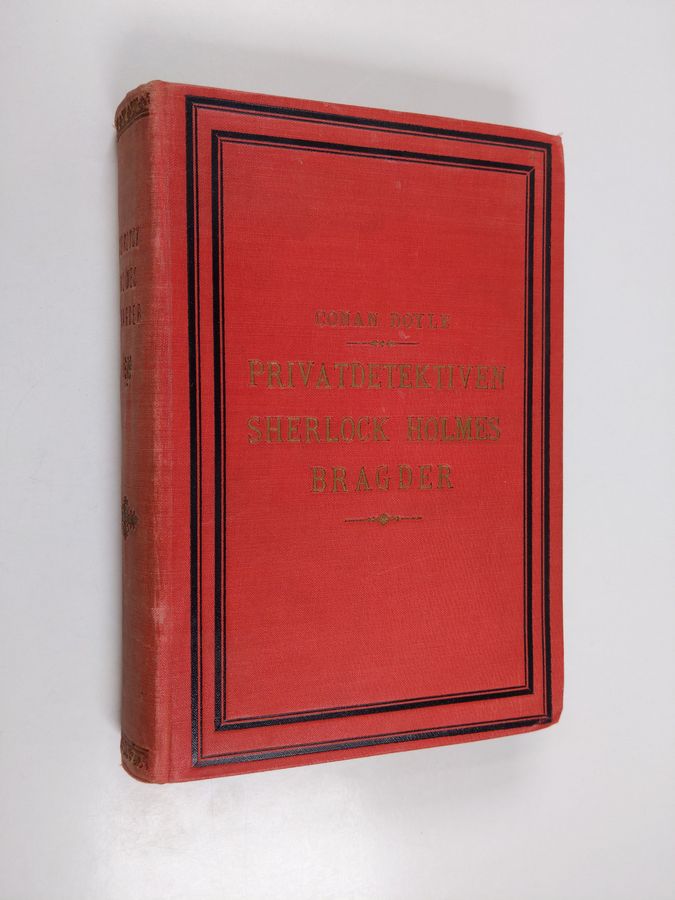 CONAN DOYLE
PRIVATDETEKTIVEN
SHERLOCK HOLMES
BRAGDER